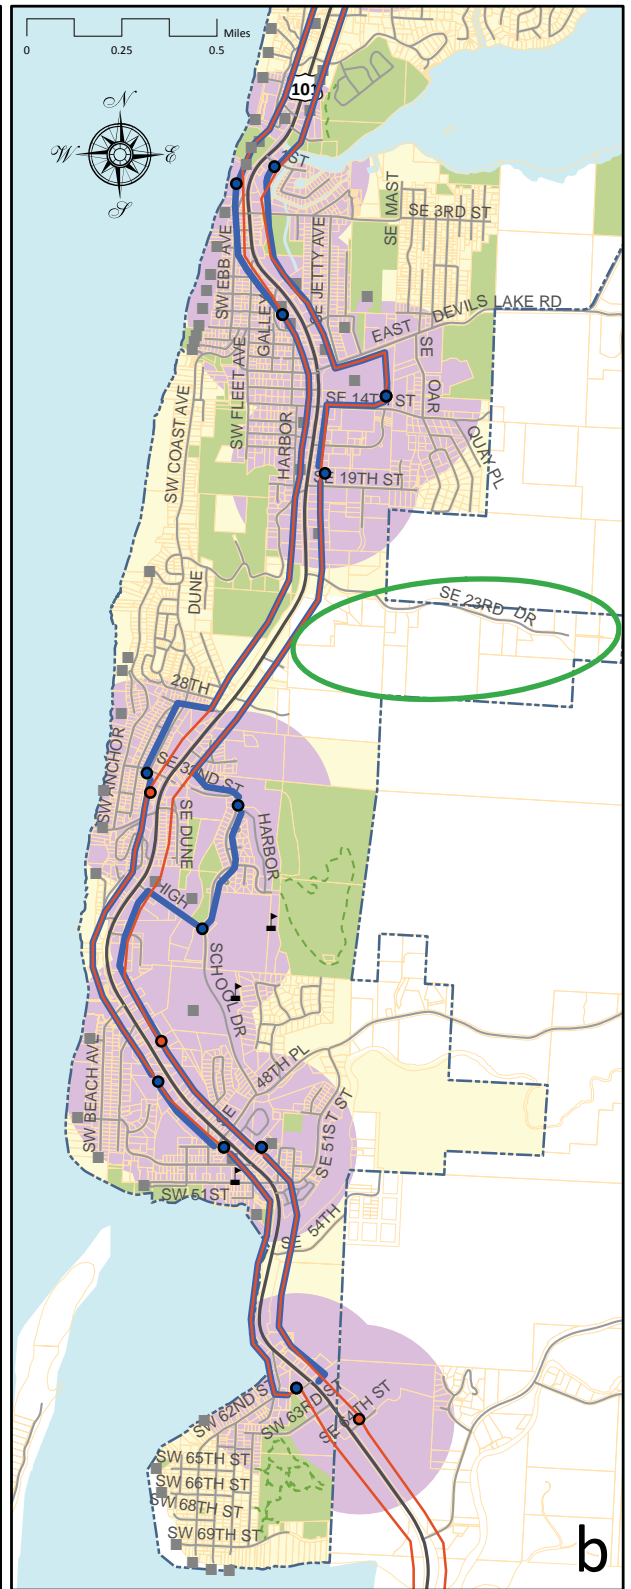 Miles
0 0.25 0.5
101
N
W E
S
1ST
SE MAST
SE 3RD ST
SW EBB AVE
SE JETTY AVE
GALLEY
EAST DEVILS LAKE RD
SE OAR
SW FLEET AVE
SW COAST AVE
SE 14TH ST
HARBOR
QUAY PL
SE 19TH ST
DUNE
SE 23RD DR
28TH
SW ANCHOR
SE 32ND ST
SE DUNE
HARBOR
HIGH
SCHOOL DR
48TH PL
SW BEACH AVE
SE
SE 51ST ST
SW 51ST
SE 54TH
SW 62ND ST
SW 63RD ST
SE 64TH ST
SW 65TH ST
SW 66TH ST
SW 68TH ST
SW 69TH ST
b